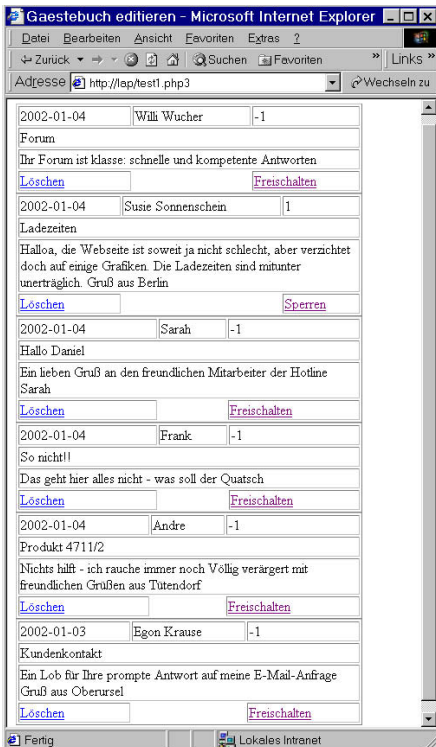 Gaestebuch editieren - Microsoft Internet Explorer
Datei Bearbeiten Ansicht Favoriten Extras ?
Zurück Suchen Favoriten » Links »
Adresse http://lap/test1.php3 Wechseln zu
2002-01-04 Willi Wucher -1
Forum
Ihr Forum ist klasse: schnelle und kompetente Antworten
Löschen Freischalten
2002-01-04 Susie Sonnenschein 1
Ladezeiten
Halloa, die Webseite ist soweit ja nicht schlecht, aber verzichtet
doch auf einige Grafiken. Die Ladezeiten sind mitunter
unerträglich. Gruß aus Berlin
Löschen Sperren
2002-01-04 Sarah -1
Hallo Daniel
Ein lieben Gruß an den freundlichen Mitarbeiter der Hotline
Sarah
Löschen Freischalten
2002-01-04 Frank -1
So nicht!!
Das geht hier alles nicht - was soll der Quatsch
Löschen Freischalten
2002-01-04 Andre -1
Produkt 4711/2
Nichts hilft - ich rauche immer noch Völlig verärgert mit
freundlichen Grüßen aus Tütendorf
Löschen Freischalten
2002-01-03 Egon Krause -1
Kundenkontakt
Ein Lob für Ihre prompte Antwort auf meine E-Mail-Anfrage
Gruß aus Oberursel
Löschen Freischalten
Fertig Lokales Intranet